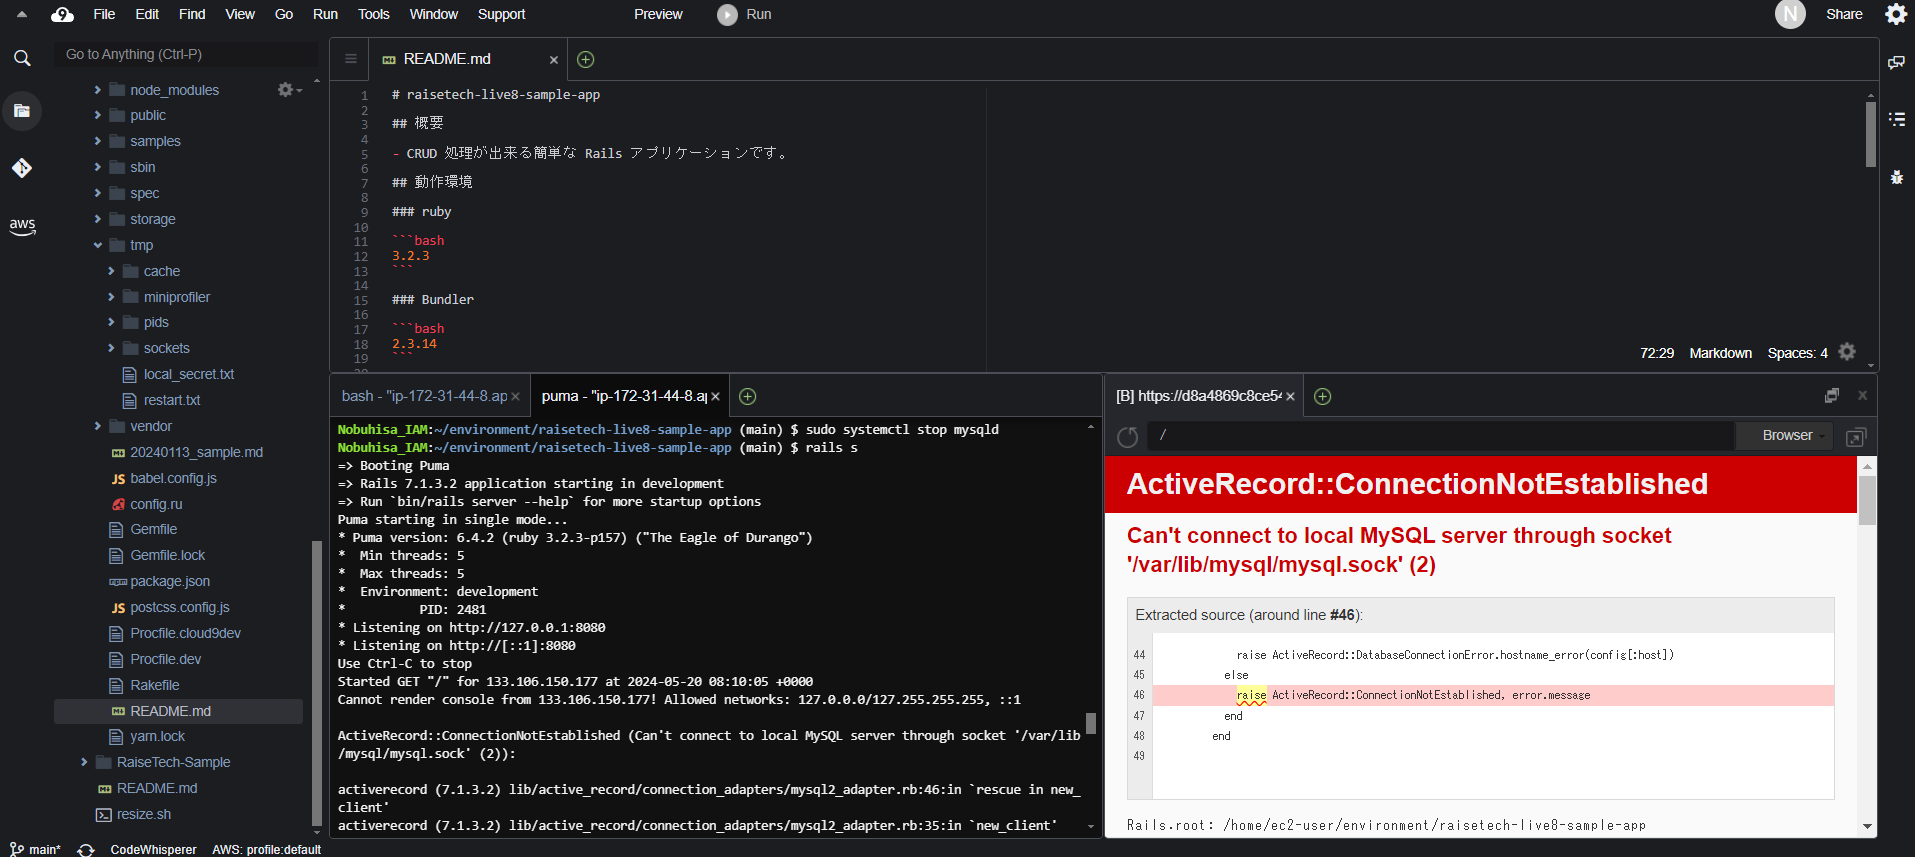 File Edit Find View Go Run Tools Window Support Preview Run N Share
Go to Anything (Ctrl-P)
node_modules
public
samples
sbin
spec
storage
tmp
cache
miniprofiler
pids
sockets
local_secret.txt
restart.txt
vendor
20240113_sample.md
babel.config.js
config.ru
Gemfile
Gemfile.lock
package.json
postcss.config.js
Procfile.cloud9dev
Procfile.dev
Rakefile
README.md
yarn.lock
RaiseTech-Sample
README.md
resize.sh
aws
README.md
1 # raisetech-live8-sample-app
2
3 ## 概要
4
5 - CRUD 処理が出来る簡単な Rails アプリケーションです。
6
7 ## 動作環境
8
9 ### ruby
10
11 ```bash
12 3.2.3
13 ```
14
15 ### Bundler
16
17 ```bash
18 2.3.14
19 ```
72:29 Markdown Spaces: 4
bash - "ip-172-31-44-8.ap
puma - "ip-172-31-44-8.a
Nobuhisa_IAM:~/environment/raisetech-live8-sample-app (main) $ sudo systemctl stop mysqld
Nobuhisa_IAM:~/environment/raisetech-live8-sample-app (main) $ rails s
=> Booting Puma
=> Rails 7.1.3.2 application starting in development
=> Run `bin/rails server --help` for more startup options
Puma starting in single mode...
* Puma version: 6.4.2 (ruby 3.2.3-p157) ("The Eagle of Durango")
* Min threads: 5
* Max threads: 5
* Environment: development
* PID: 2481
* Listening on http://127.0.0.1:8080
* Listening on http://[::1]:8080
Use Ctrl-C to stop
Started GET "/" for 133.106.150.177 at 2024-05-20 08:10:05 +0000
Cannot render console from 133.106.150.177! Allowed networks: 127.0.0.0/127.255.255.255, ::1
ActiveRecord::ConnectionNotEstablished (Can't connect to local MySQL server through socket '/var/lib
/mysql/mysql.sock' (2)):
activerecord (7.1.3.2) lib/active_record/connection_adapters/mysql2_adapter.rb:46:in `rescue in new_
client'
activerecord (7.1.3.2) lib/active_record/connection_adapters/mysql2_adapter.rb:35:in `new_client'
[B] https://d8a4869c8ce54
/ Browser
ActiveRecord::ConnectionNotEstablished
Can't connect to local MySQL server through socket
'/var/lib/mysql/mysql.sock' (2)
Extracted source (around line #46):
44 raise ActiveRecord::DatabaseConnectionError.hostname_error(config[:host])
45 else
46 raise ActiveRecord::ConnectionNotEstablished, error.message
47 end
48 end
49
Rails.root: /home/ec2-user/environment/raisetech-live8-sample-app
main* CodeWhisperer AWS: profile:default